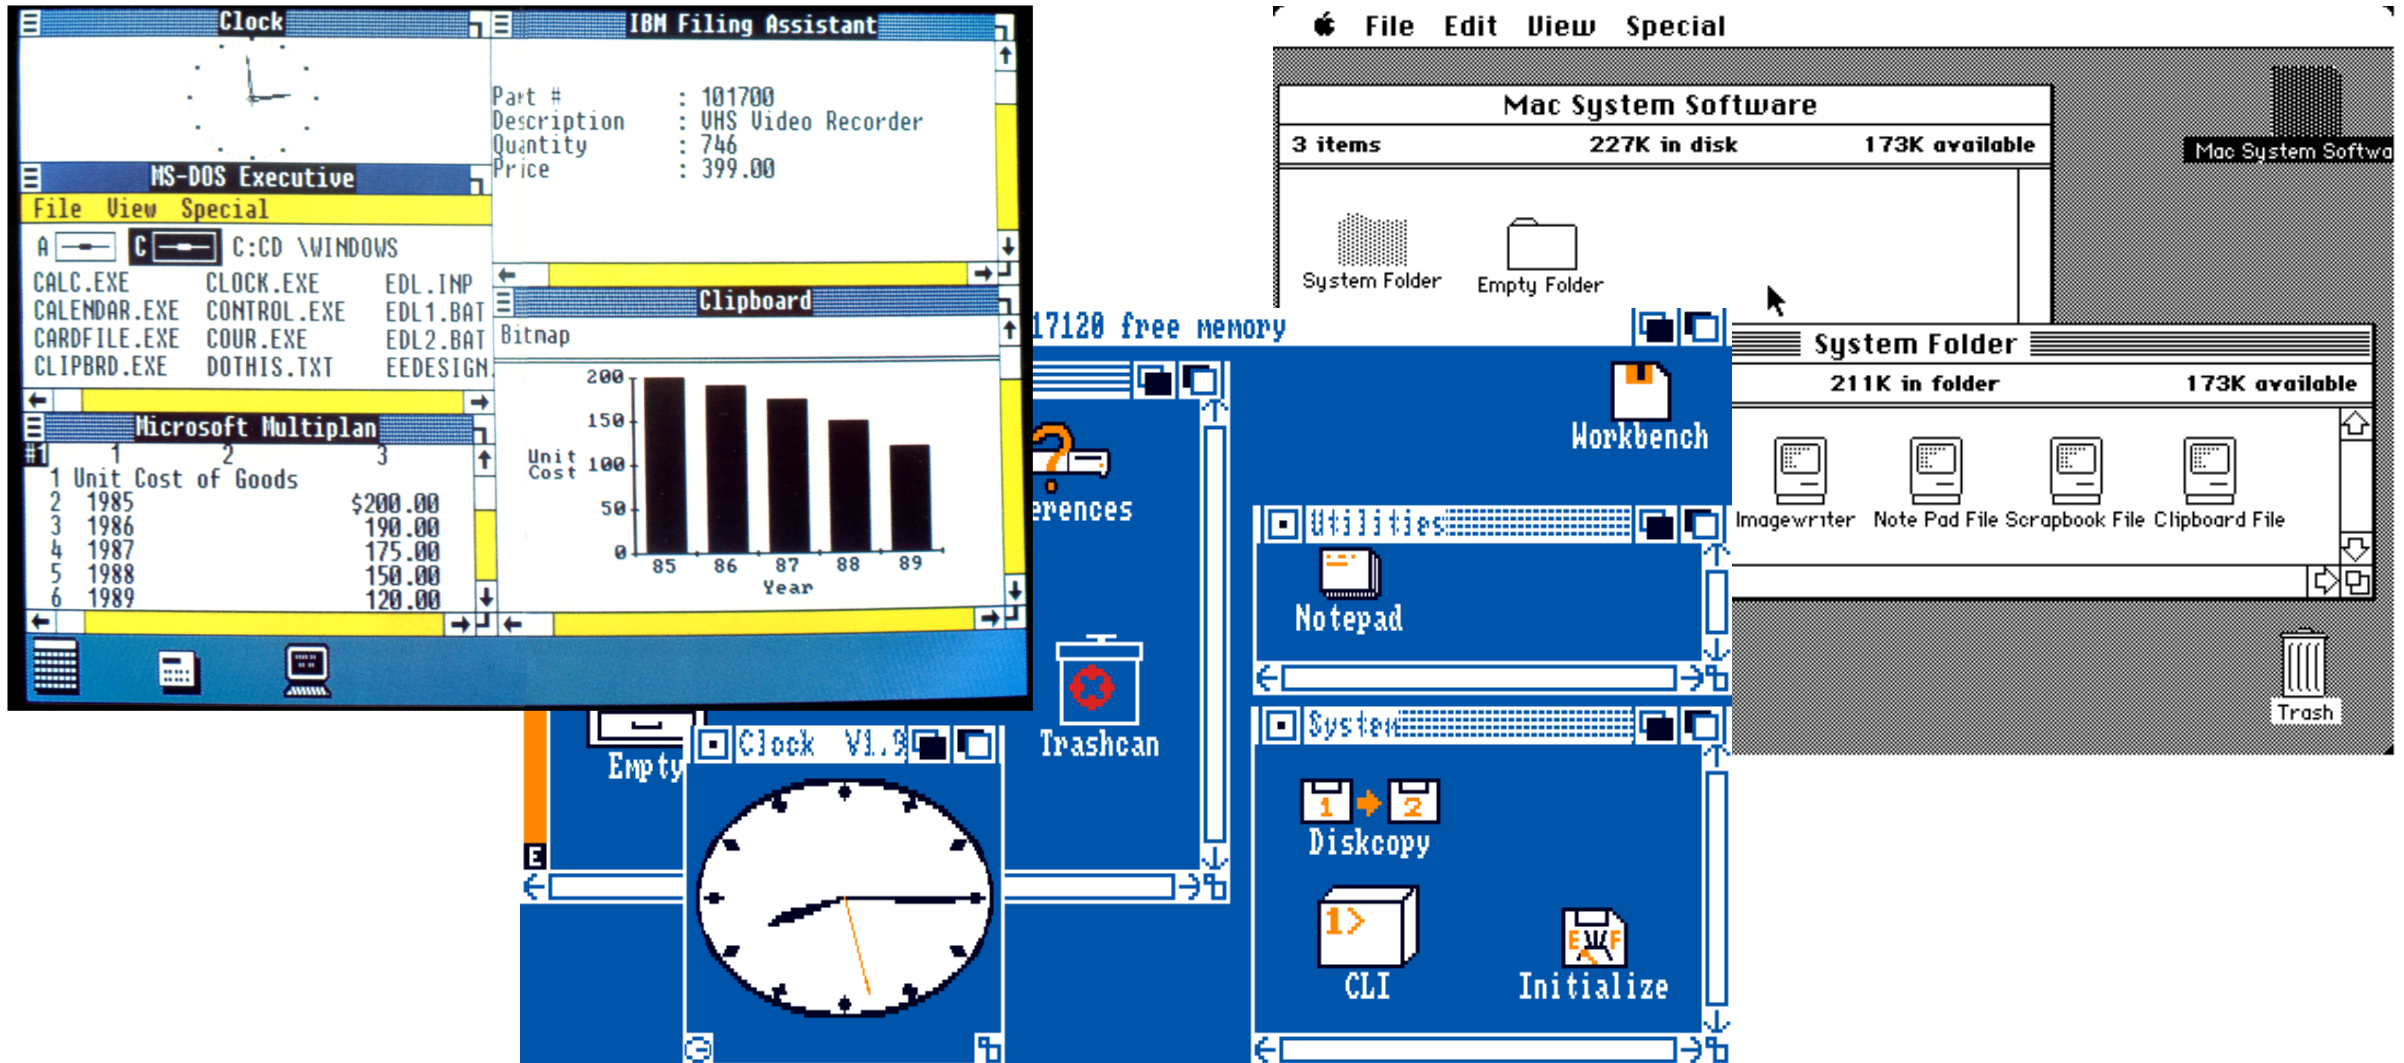 Clock
MS-DOS Executive
File View Special
A C C:CD \WINDOWS
CALC.EXE CLOCK.EXE EDL.INP
CALENDAR.EXE CONTROL.EXE EDL1.BAT
CARDFILE.EXE COUR.EXE EDL2.BAT
CLIPBRD.EXE DOTHIS.TXT EEDESIGN.
Microsoft Multiplan
#1 1 2 3
1 Unit Cost of Goods
2 1985 $200.00
3 1986 190.00
4 1987 175.00
5 1988 150.00
6 1989 120.00
IBM Filing Assistant
Part # : 101700
Description : VHS Video Recorder
Quantity : 746
Price : 399.00
Clipboard
Bitmap
200
150
Unit
Cost
100
50
0
85 86 87 88 89
Year
File Edit View Special
Mac System Software
3 items 227K in disk 173K available
System Folder
Empty Folder
Mac System Softwa
System Folder
211K in folder 173K available
Imagewriter Note Pad File Scrapbook File Clipboard File
Trash
17120 free memory
Workbench
erences
Utilities
Notepad
Trashcan
Empty
E
Clock V1.9
System
1 2
Diskcopy
1>
CLI
E F
Initialize